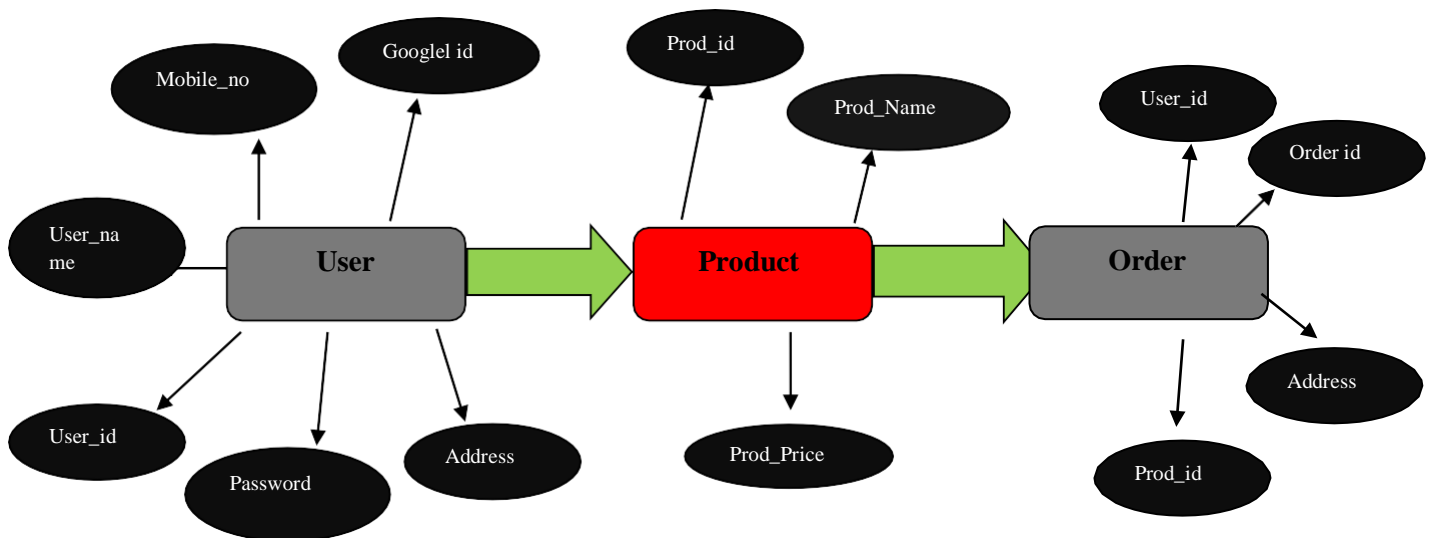 Googlel id
Prod_id
Mobile_no
Prod_Name
User_id
Order id
User_na
me
User
Product
Order
Address
User_id
Password
Address
Prod_Price
Prod_id